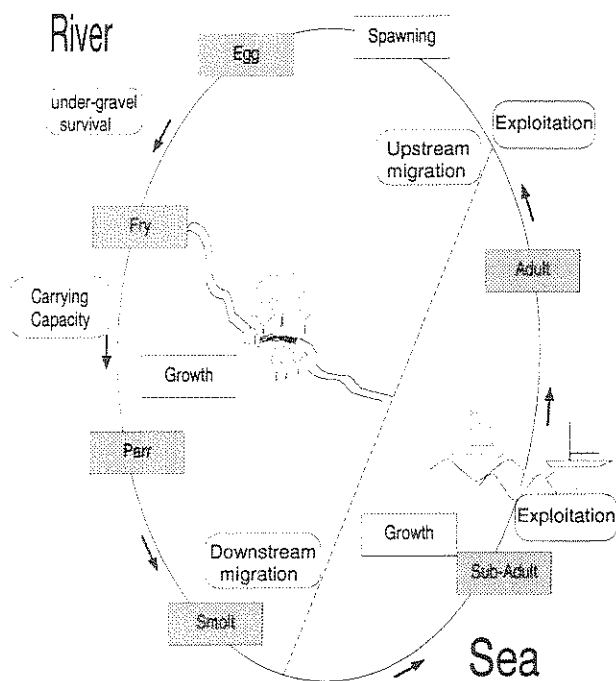 River
Egg
Spawning
under-gravel
survival
Exploitation
Upstream
migration
Fry
Adult
Carrying
Capacity
Growth
Parr
Exploitation
Growth
Downstream
migration
Sub-Adult
Smolt
Sea